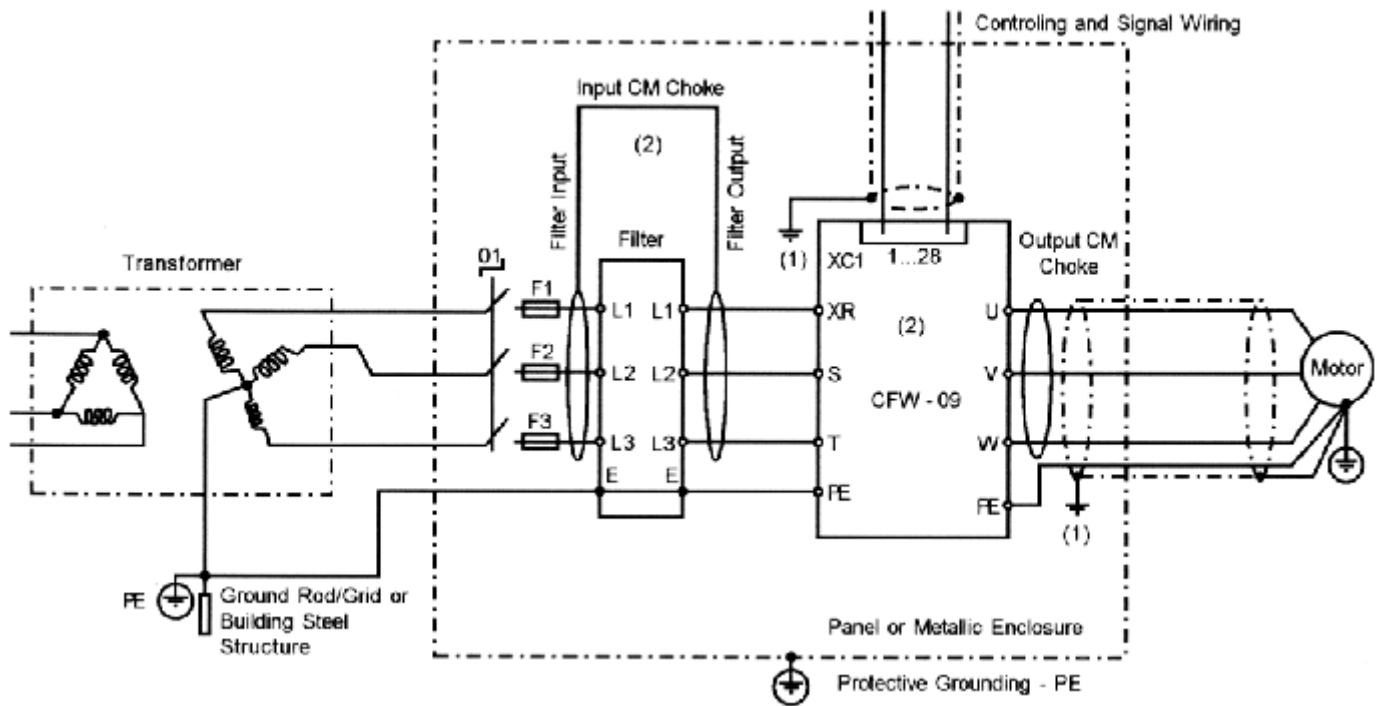 Controling and Signal Wiring
Input CM Choke
(2)
Filter Input
Filter Output
Filter
Transformer
01
F1
F2
F3
L1
L1
L2
L2
L3
L3
E
E
(1)
XC1
1...28
XR
(2)
S
CFW - 09
T
PE
U
V
W
PE
Output CM
Choke
(1)
Motor
PE
Ground Rod/Grid or
Building Steel
Structure
Panel or Metallic Enclosure
Protective Grounding - PE